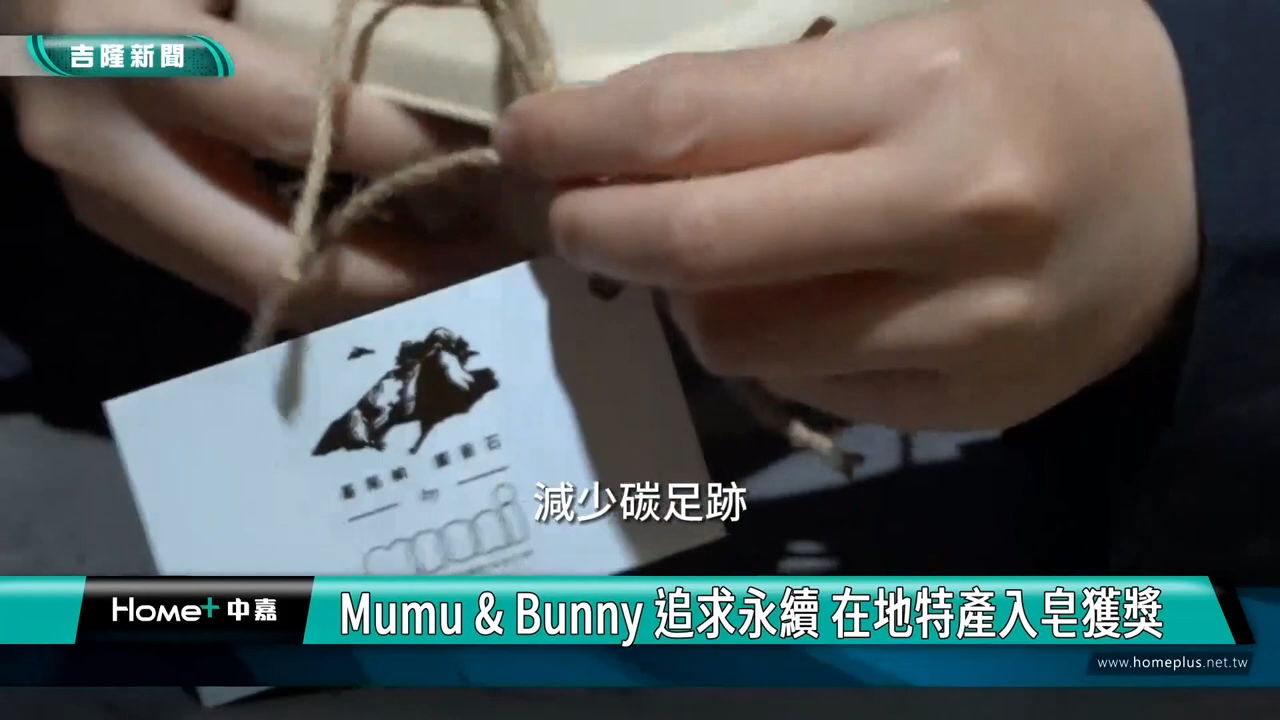 吉隆新聞
減少碳足跡
Home+中嘉
Mumu & Bunny 追求永續 在地特產入皂獲獎
www.homeplus.net.tw